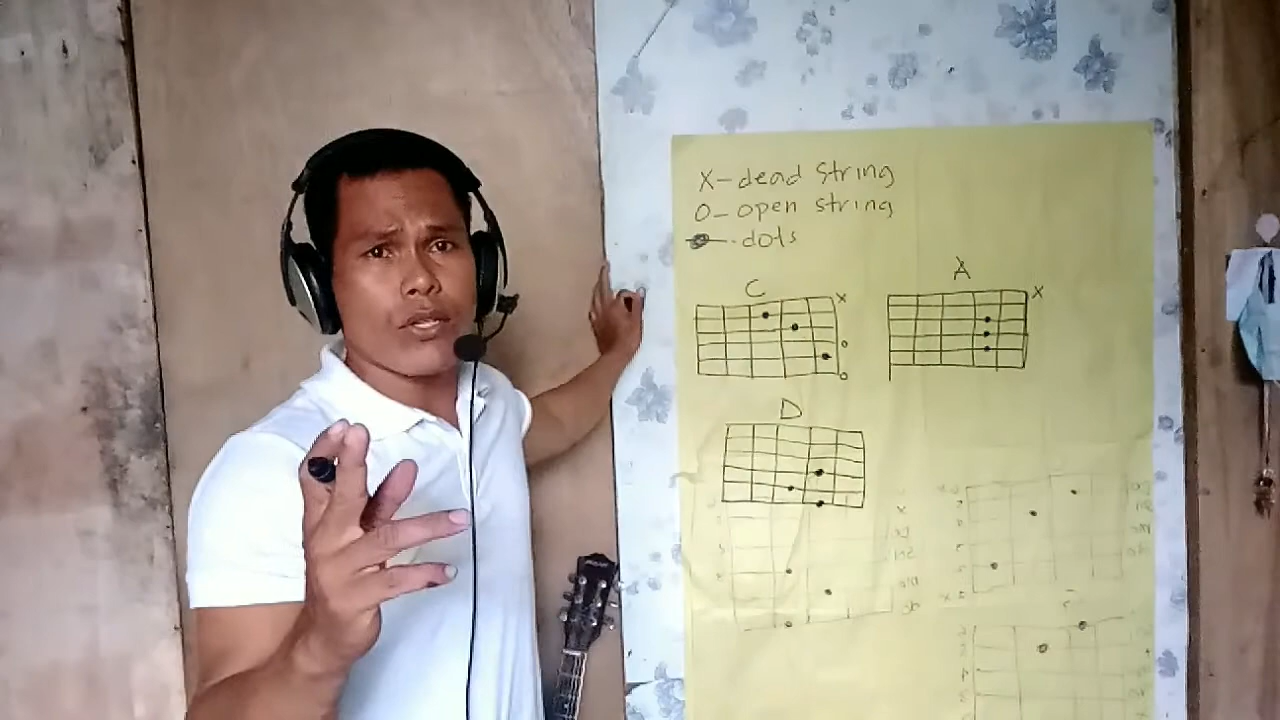 X-dead string
O-open string
-dots
C
X
A
X
O
O
D